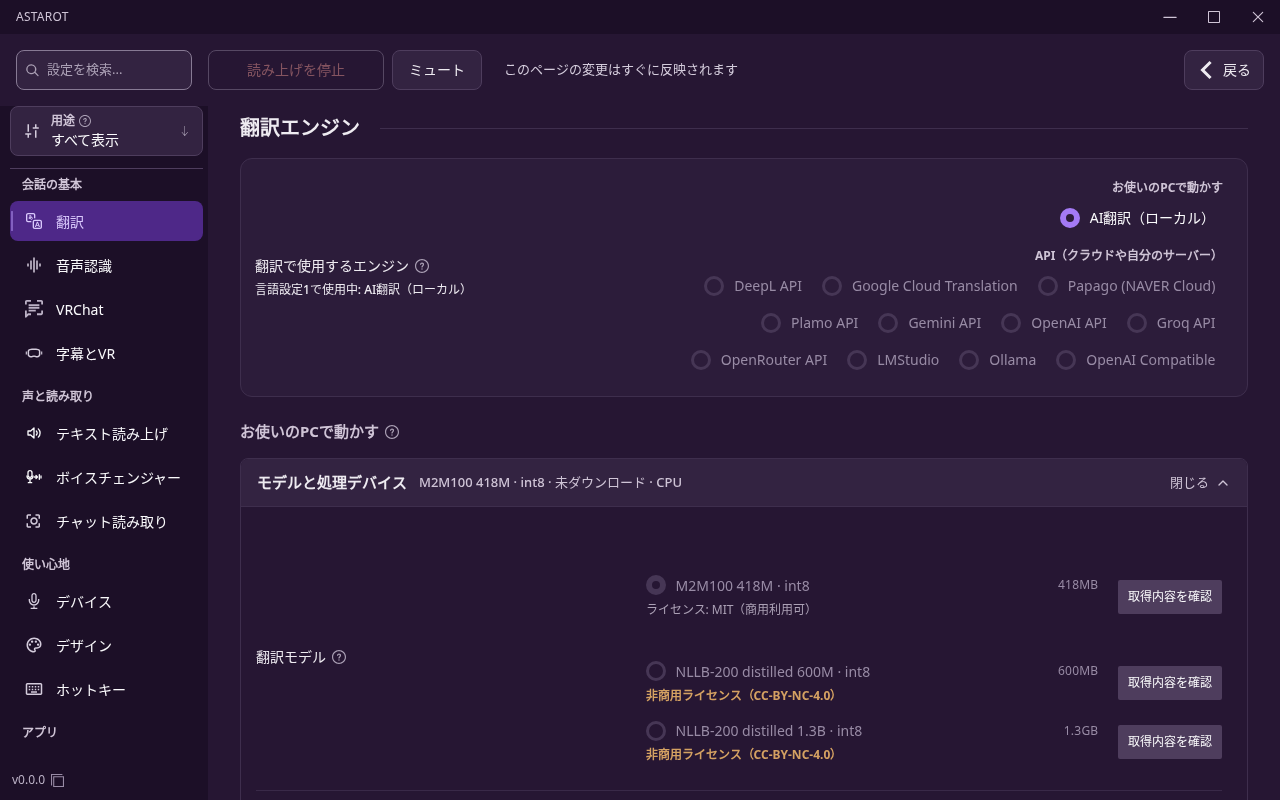 ASTAROT
設定を検索...
読み上げを停止
ミュート
このページの変更はすぐに反映されます
戻る
用途
すべて表示
会話の基本
翻訳
音声認識
VRChat
字幕とVR
声と読み取り
テキスト読み上げ
ボイスチェンジャー
チャット読み取り
使い心地
デバイス
デザイン
ホットキー
アプリ
v0.0.0
翻訳エンジン
翻訳で使用するエンジン
言語設定1で使用中: AI翻訳（ローカル）
お使いのPCで動かす
AI翻訳（ローカル）
API（クラウドや自分のサーバー）
DeepL API Google Cloud Translation Papago (NAVER Cloud)
Plamo API Gemini API OpenAI API Groq API
OpenRouter API LMStudio Ollama OpenAI Compatible
お使いのPCで動かす
モデルと処理デバイス M2M100 418M · int8 · 未ダウンロード · CPU 閉じる
翻訳モデル
M2M100 418M · int8 418MB 取得内容を確認
ライセンス: MIT（商用利用可）
NLLB-200 distilled 600M · int8 600MB 取得内容を確認
非商用ライセンス（CC-BY-NC-4.0）
NLLB-200 distilled 1.3B · int8 1.3GB 取得内容を確認
非商用ライセンス（CC-BY-NC-4.0）